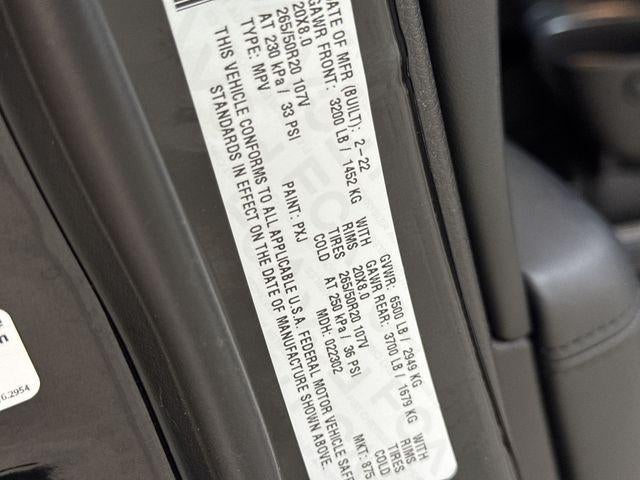 DATE OF MFR (BUILT): 2-22 GVWR: 6500 LB / 2949 KG
GAWR FRONT: 3200 LB / 1452 KG WITH GAWR REAR: 3700 LB / 1679 KG WITH
20X8.0 RIMS 20X8.0 RIMS
265/50R20 107V TIRES 265/50R20 107V TIRES
AT 230 kPa / 33 PSI COLD AT 250 kPa / 36 PSI COLD
TYPE: MPV PAINT: PXJ MDH: 022302 MKT: 875
THIS VEHICLE CONFORMS TO ALL APPLICABLE U.S.A. FEDERAL MOTOR VEHICLE SAFE
STANDARDS IN EFFECT ON THE DATE OF MANUFACTURE SHOWN ABOVE.
6.2954